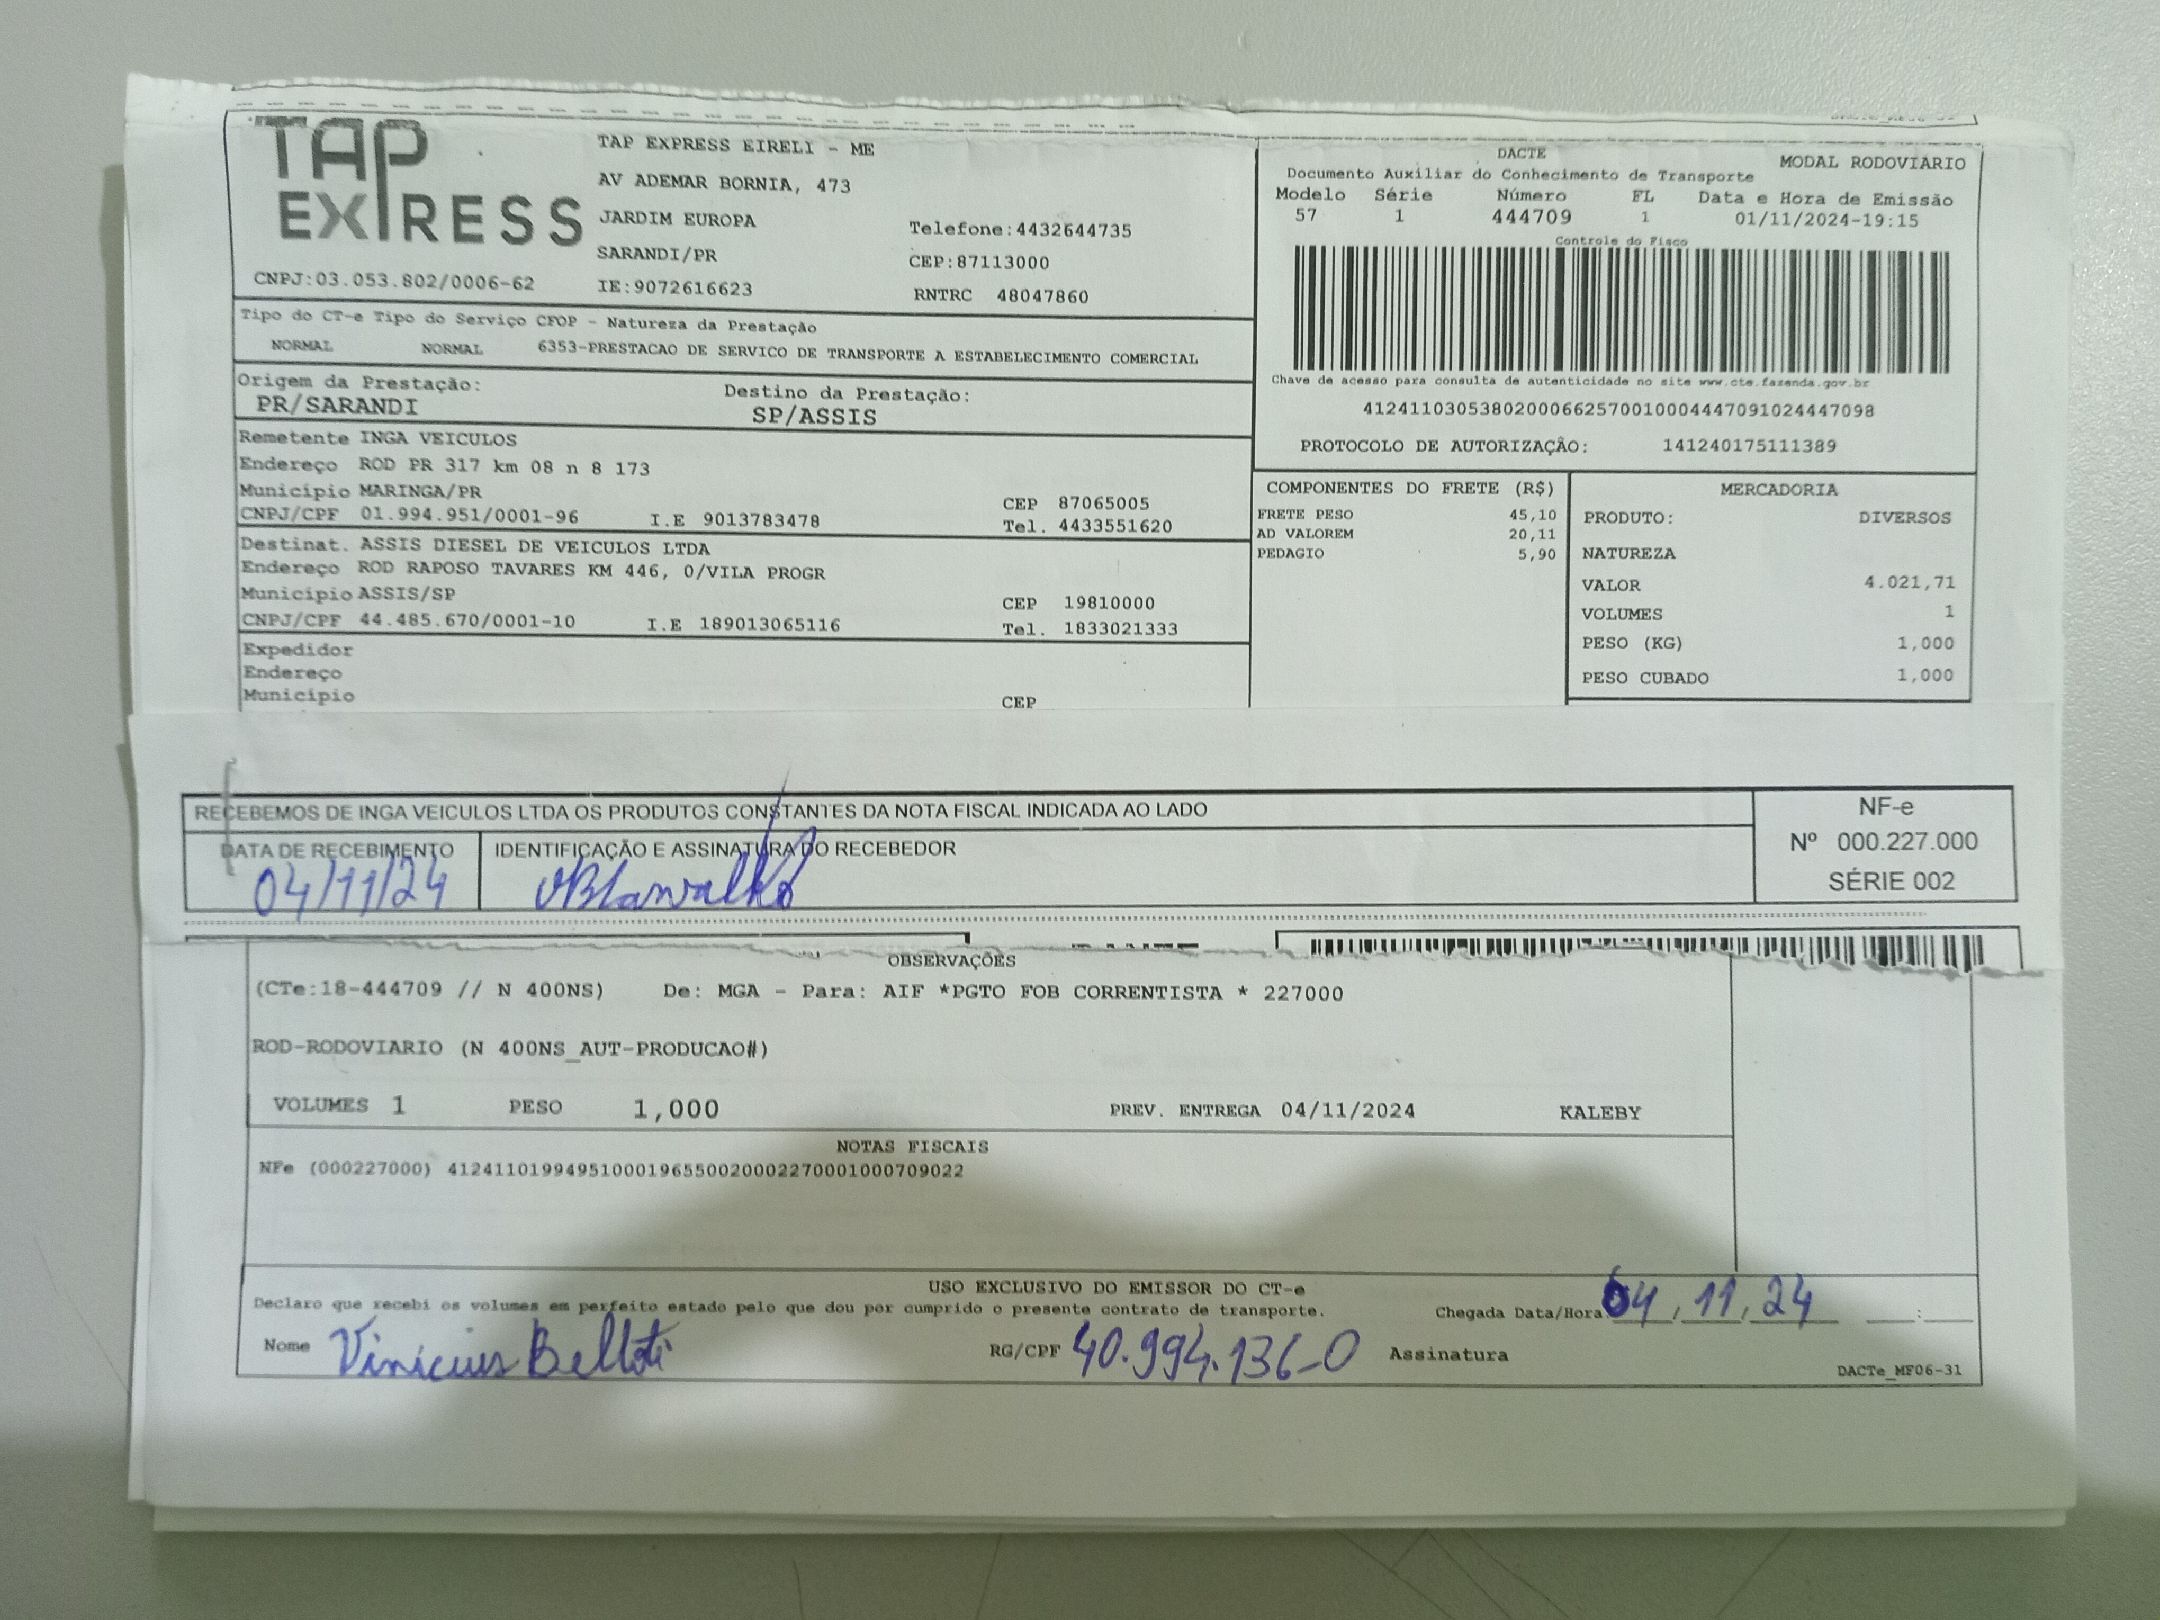 TAP EXPRESS
TAP EXPRESS EIRELI - ME
AV ADEMAR BORNIA, 473
JARDIM EUROPA
Telefone:4432644735
SARANDI/PR
CEP:87113000
CNPJ:03.053.802/0006-62
IE:9072616623
RNTRC 48047860
DACTE
MODAL RODOVIARIO
Documento Auxiliar do Conhecimento de Transporte
Modelo Série Número FL Data e Hora de Emissão
57 1 444709 1 01/11/2024-19:15
Controle do Fisco
Chave de acesso para consulta de autenticidade no site www.cte.fazenda.gov.br
41241103053802000662570010004447091024447098
PROTOCOLO DE AUTORIZAÇÃO: 141240175111389
Tipo do CT-e Tipo do Serviço CFOP - Natureza da Prestação
NORMAL NORMAL 6353-PRESTACAO DE SERVICO DE TRANSPORTE A ESTABELECIMENTO COMERCIAL
Origem da Prestação: Destino da Prestação:
PR/SARANDI SP/ASSIS
Remetente INGA VEICULOS
Endereço ROD PR 317 km 08 n 8 173
Município MARINGA/PR CEP 87065005
CNPJ/CPF 01.994.951/0001-96 I.E 9013783478 Tel. 4433551620
Destinat. ASSIS DIESEL DE VEICULOS LTDA
Endereço ROD RAPOSO TAVARES KM 446, 0/VILA PROGR
Município ASSIS/SP CEP 19810000
CNPJ/CPF 44.485.670/0001-10 I.E 189013065116 Tel. 1833021333
Expedidor
Endereço
Município CEP
COMPONENTES DO FRETE (R$)
FRETE PESO 45,10
AD VALOREM 20,11
PEDAGIO 5,90
MERCADORIA
PRODUTO: DIVERSOS
NATUREZA
VALOR 4.021,71
VOLUMES 1
PESO (KG) 1,000
PESO CUBADO 1,000
RECEBEMOS DE INGA VEICULOS LTDA OS PRODUTOS CONSTANTES DA NOTA FISCAL INDICADA AO LADO
DATA DE RECEBIMENTO
04/11/24
IDENTIFICAÇÃO E ASSINATURA DO RECEBEDOR
NF-e
Nº 000.227.000
SÉRIE 002
OBSERVAÇÕES
(CTe:18-444709 // N 400NS) De: MGA - Para: AIF *PGTO FOB CORRENTISTA * 227000
ROD-RODOVIARIO (N 400NS_AUT-PRODUCAO#)
VOLUMES 1 PESO 1,000 PREV. ENTREGA 04/11/2024 KALEBY
NOTAS FISCAIS
NFe (000227000) 41241101994951000196550020002270001000709022
USO EXCLUSIVO DO EMISSOR DO CT-e
Declaro que recebi os volumes em perfeito estado pelo que dou por cumprido o presente contrato de transporte.
Chegada Data/Hora 04/11/24 :
Nome Vinicius Belloti RG/CPF 40.994.136-0 Assinatura
DACTe_MF06-31